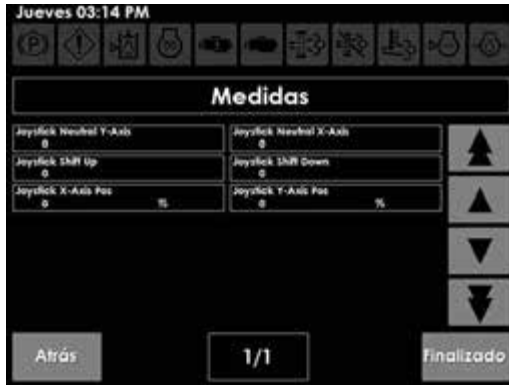 Jueves 03:14 PM
Medidas
Joystick Neutral Y-Axis
0
Joystick Neutral X-Axis
0
Joystick Shift Up
0
Joystick Shift Down
0
Joystick X-Axis Pos
0 %
Joystick Y-Axis Pos
0 %
Atrás
1/1
Finalizado